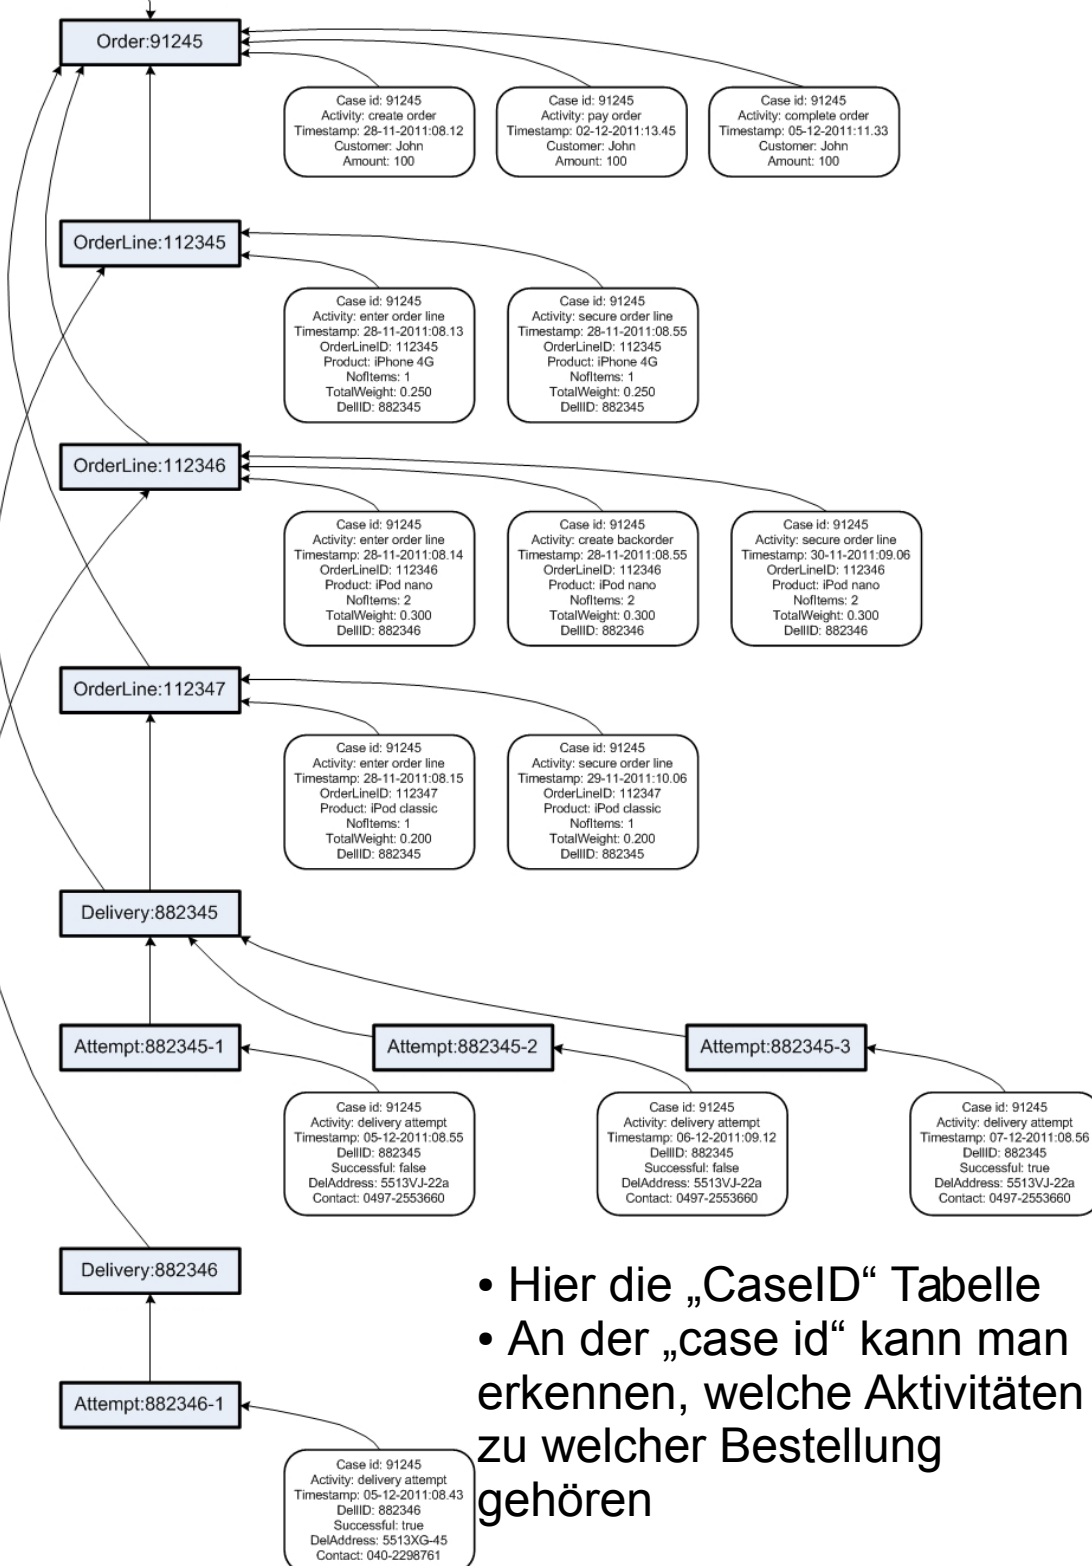 Order:91245
Case id: 91245
Activity: create order
Timestamp: 28-11-2011:08.12
Customer: John
Amount: 100
Case id: 91245
Activity: pay order
Timestamp: 02-12-2011:13.45
Customer: John
Amount: 100
Case id: 91245
Activity: complete order
Timestamp: 05-12-2011:11.33
Customer: John
Amount: 100
OrderLine:112345
Case id: 91245
Activity: enter order line
Timestamp: 28-11-2011:08.13
OrderLineID: 112345
Product: iPhone 4G
NofItems: 1
TotalWeight: 0.250
DellID: 882345
Case id: 91245
Activity: secure order line
Timestamp: 28-11-2011:08.55
OrderLineID: 112345
Product: iPhone 4G
NofItems: 1
TotalWeight: 0.250
DellID: 882345
OrderLine:112346
Case id: 91245
Activity: enter order line
Timestamp: 28-11-2011:08.14
OrderLineID: 112346
Product: iPod nano
NofItems: 2
TotalWeight: 0.300
DellID: 882346
Case id: 91245
Activity: create backorder
Timestamp: 28-11-2011:08.55
OrderLineID: 112346
Product: iPod nano
NofItems: 2
TotalWeight: 0.300
DellID: 882346
Case id: 91245
Activity: secure order line
Timestamp: 30-11-2011:09.06
OrderLineID: 112346
Product: iPod nano
NofItems: 2
TotalWeight: 0.300
DellID: 882346
OrderLine:112347
Case id: 91245
Activity: enter order line
Timestamp: 28-11-2011:08.15
OrderLineID: 112347
Product: iPod classic
NofItems: 1
TotalWeight: 0.200
DellID: 882345
Case id: 91245
Activity: secure order line
Timestamp: 29-11-2011:10.06
OrderLineID: 112347
Product: iPod classic
NofItems: 1
TotalWeight: 0.200
DellID: 882345
Delivery:882345
Attempt:882345-1
Attempt:882345-2
Attempt:882345-3
Case id: 91245
Activity: delivery attempt
Timestamp: 05-12-2011:08.55
DellID: 882345
Successful: false
DelAddress: 5513VJ-22a
Contact: 0497-2553660
Case id: 91245
Activity: delivery attempt
Timestamp: 06-12-2011:09.12
DellID: 882345
Successful: false
DelAddress: 5513VJ-22a
Contact: 0497-2553660
Case id: 91245
Activity: delivery attempt
Timestamp: 07-12-2011:08.56
DellID: 882345
Successful: true
DelAddress: 5513VJ-22a
Contact: 0497-2553660
Delivery:882346
Attempt:882346-1
Case id: 91245
Activity: delivery attempt
Timestamp: 05-12-2011:08.43
DellID: 882346
Successful: true
DelAddress: 5513XG-45
Contact: 040-2298761
• Hier die „CaseID“ Tabelle
• An der „case id“ kann man
erkennen, welche Aktivitäten
zu welcher Bestellung
gehören